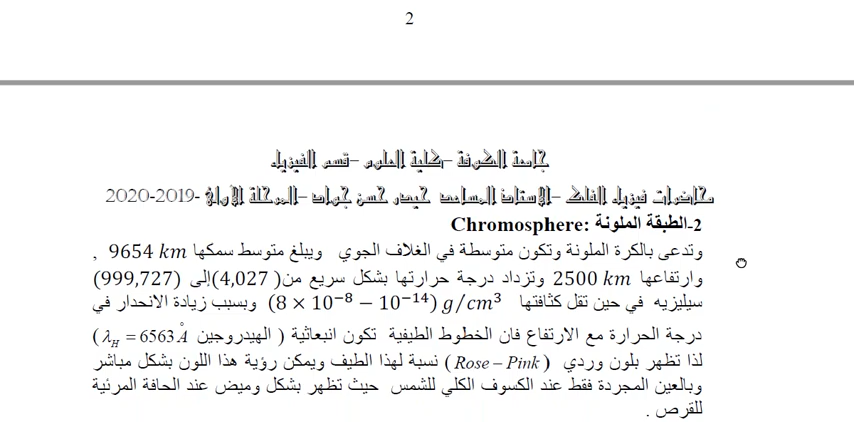 2
جامعة الكوفة –كلية العلوم –قسم الفيزياء
محاضرات فيزياء الفلك –الاستاذ المساعد حيدر حسن جواد –المرحلة الأولى -2019-2020
2-الطبقة الملونة :Chromosphere
وتدعى بالكرة الملونة وتكون متوسطة في الغلاف الجوي ويبلغ متوسط سمكها 9654 km ,
وارتفاعها 2500 km وتزداد درجة حرارتها بشكل سريع من( 4,027)إلى (999,727)
سيليزيه في حين تقل كثافتها (8 × 10⁻⁸ − 10⁻¹⁴) g/cm³ وبسبب زيادة الانحدار في
درجة الحرارة مع الارتفاع فان الخطوط الطيفية تكون انبعاثية ( الهيدروجين λ_H = 6563 Å )
لذا تظهر بلون وردي (Rose – Pink ) نسبة لهذا الطيف ويمكن رؤية هذا اللون بشكل مباشر
وبالعين المجردة فقط عند الكسوف الكلي للشمس حيث تظهر بشكل وميض عند الحافة المرئية
للقرص .